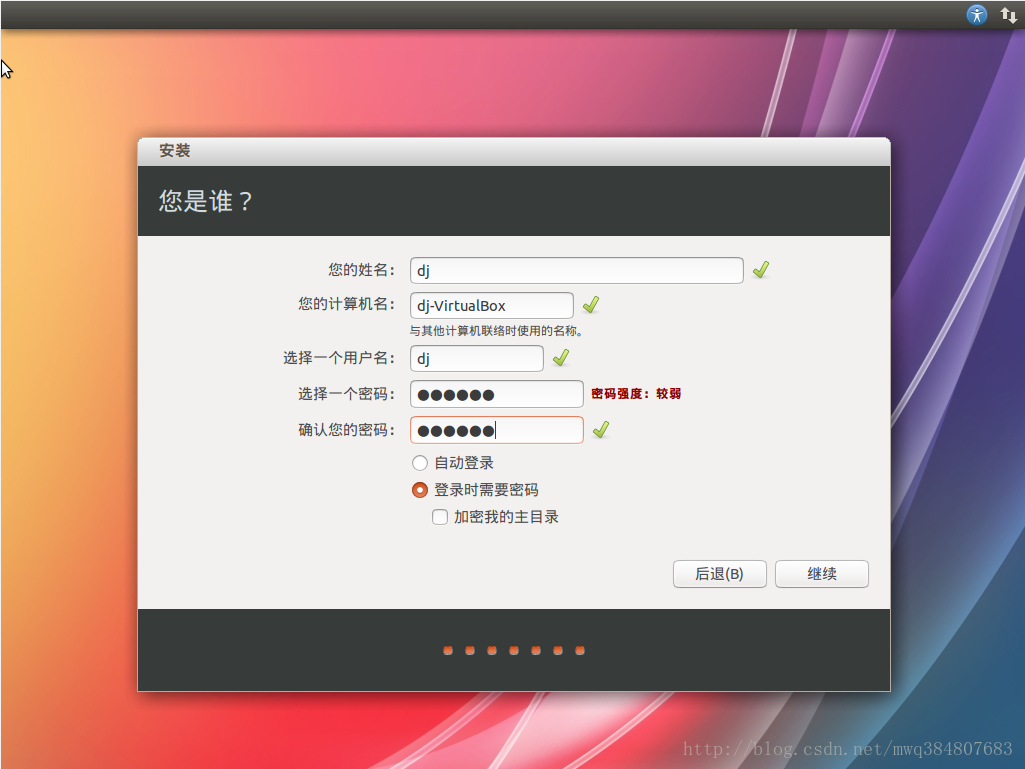 安装
您是谁？
您的姓名： dj
您的计算机名： dj-VirtualBox
与其他计算机联络时使用的名称。
选择一个用户名： dj
选择一个密码： ●●●●●● 密码强度：较弱
确认您的密码： ●●●●●●
自动登录
登录时需要密码
加密我的主目录
后退(B) 继续
http://blog.csdn.net/mwq384807683